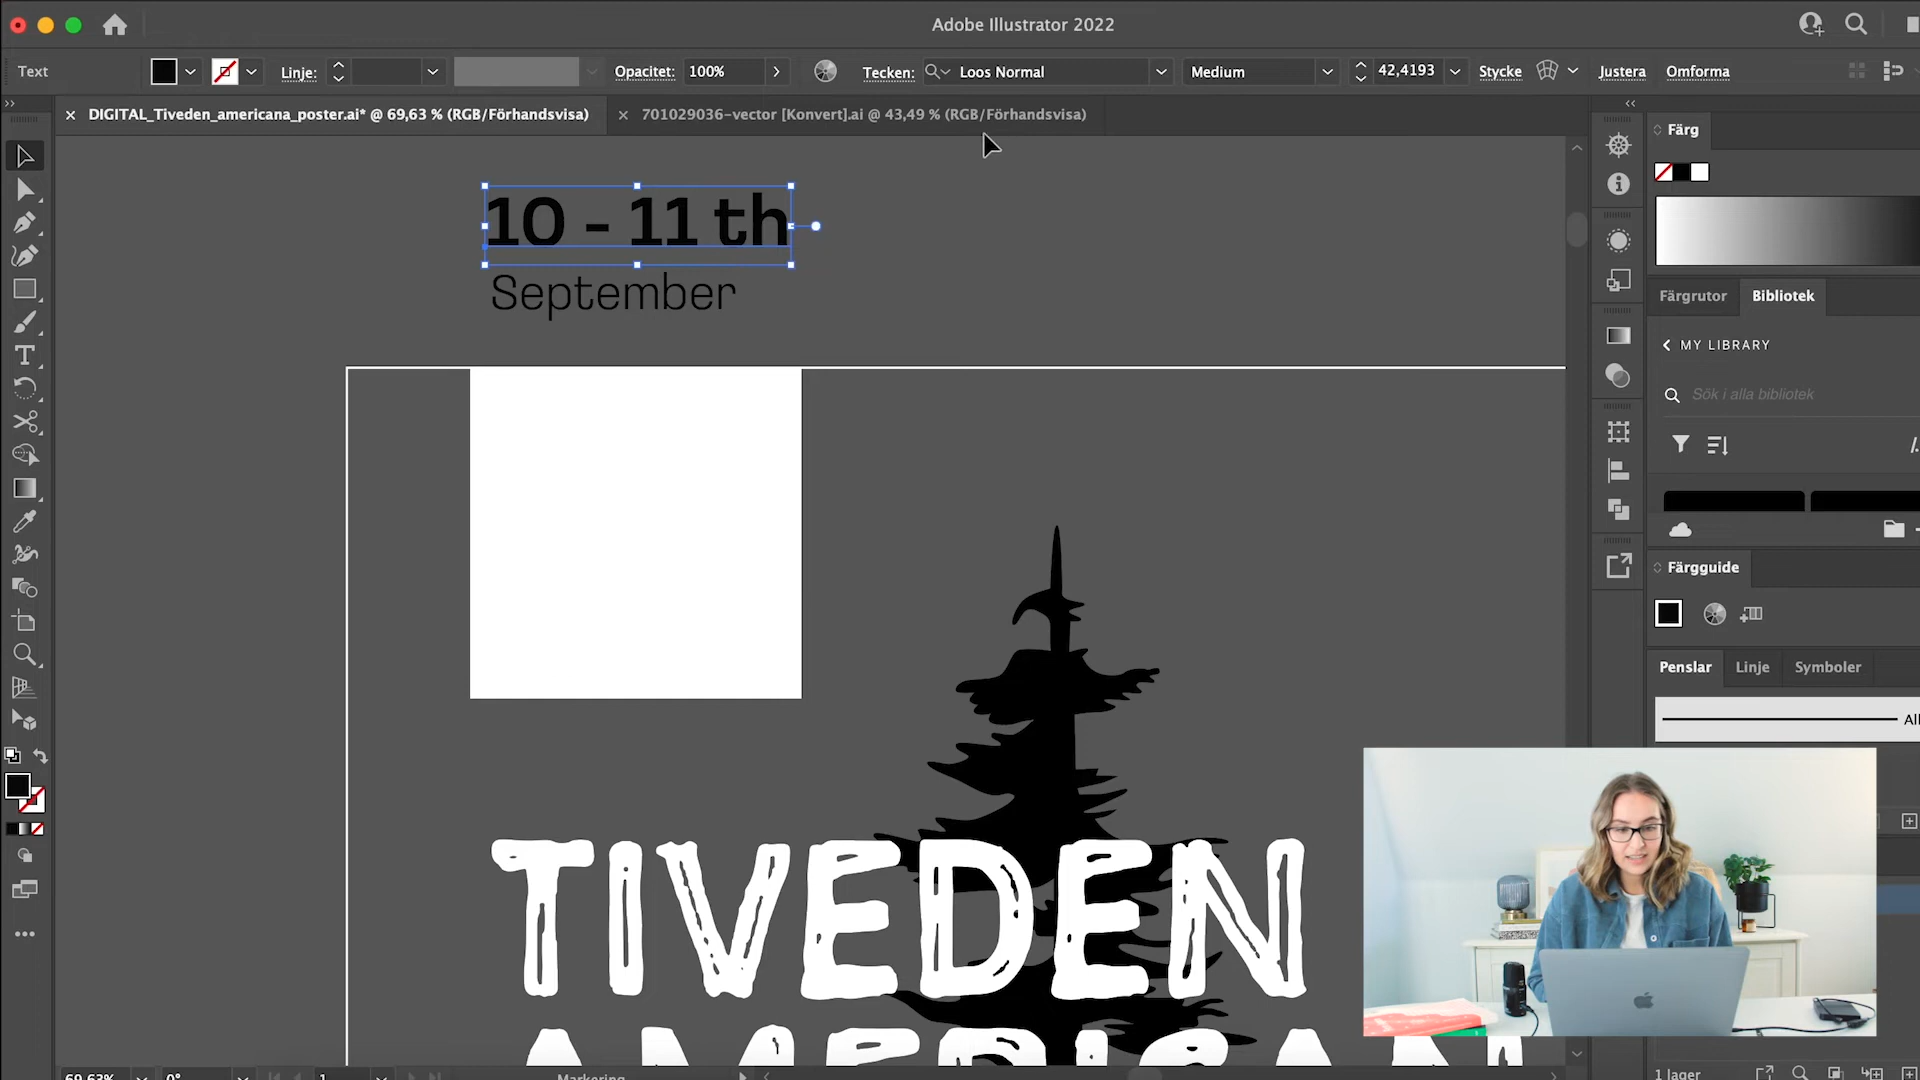 Adobe Illustrator 2022
Text
Linje:
Opacitet:
100%
Tecken:
Loos Normal
Medium
42,4193
Stycke
Justera
Omforma
DIGITAL_Tiveden_americana_poster.ai* @ 69,63 % (RGB/Förhandsvisa)
701029036-vector [Konvert].ai @ 43,49 % (RGB/Förhandsvisa)
Färg
10 - 11 th
September
Färgrutor
Bibliotek
MY LIBRARY
Sök i alla bibliotek
Färgguide
Penslar
Linje
Symboler
TIVEDEN
69,63%
0°
1
Markering
1 lager